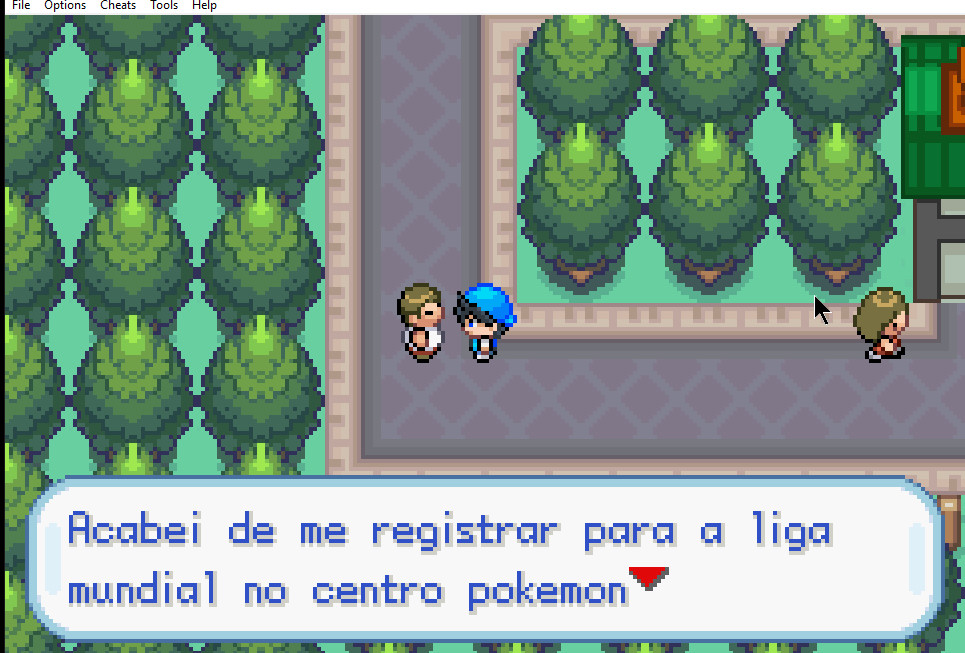 File Options Cheats Tools Help
Acabei de me registrar para a liga
mundial no centro pokemon